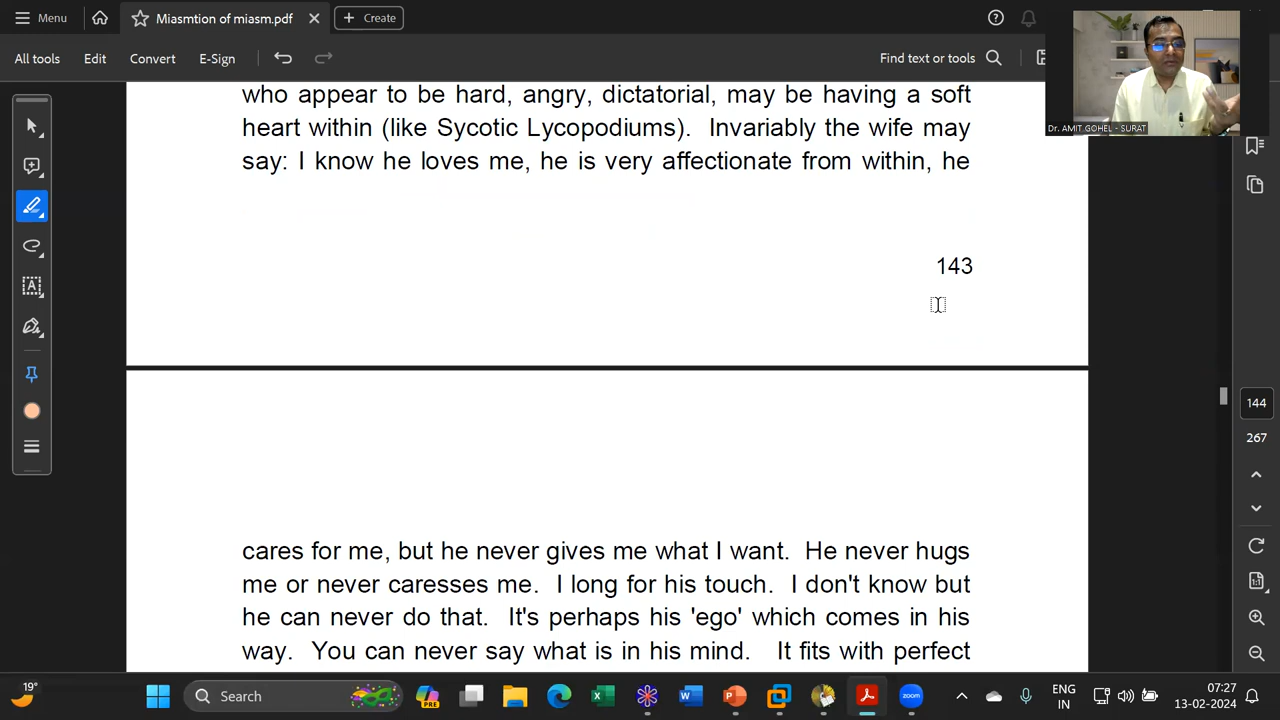 Menu
Miasmtion of miasm.pdf
Create
All tools
Edit
Convert
E-Sign
Find text or tools
Dr. AMIT.GOHEL - SURAT
who appear to be hard, angry, dictatorial, may be having a soft
heart within (like Sycotic Lycopodiums). Invariably the wife may
say: I know he loves me, he is very affectionate from within, he
143
cares for me, but he never gives me what I want. He never hugs
me or never caresses me. I long for his touch. I don't know but
he can never do that. It's perhaps his 'ego' which comes in his
way. You can never say what is in his mind. It fits with perfect
144
267
19°
Search
PRE
zoom
ENG
IN
07:27
13-02-2024